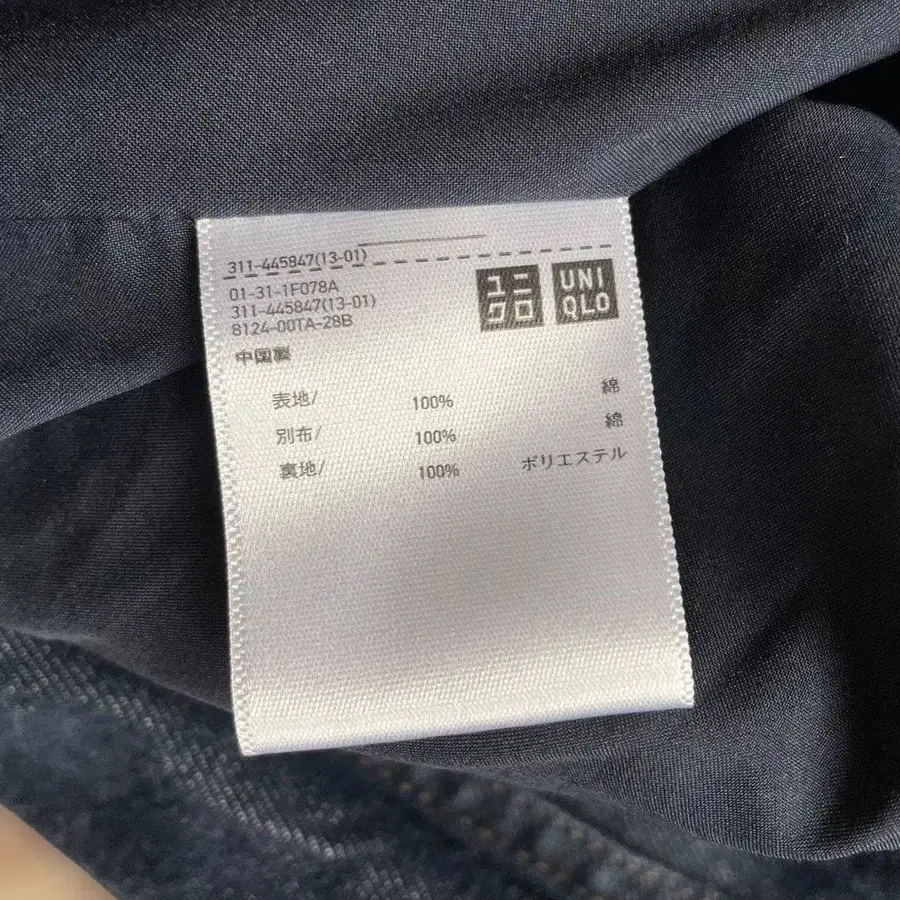 311-445847(13-01)
01-31-1F078A
311-445847(13-01)
8124-00TA-28B
中国製
ユニ
クロ
UNI
QLO
表地/ 100% 綿
別布/ 100% 綿
裏地/ 100% ポリエステル